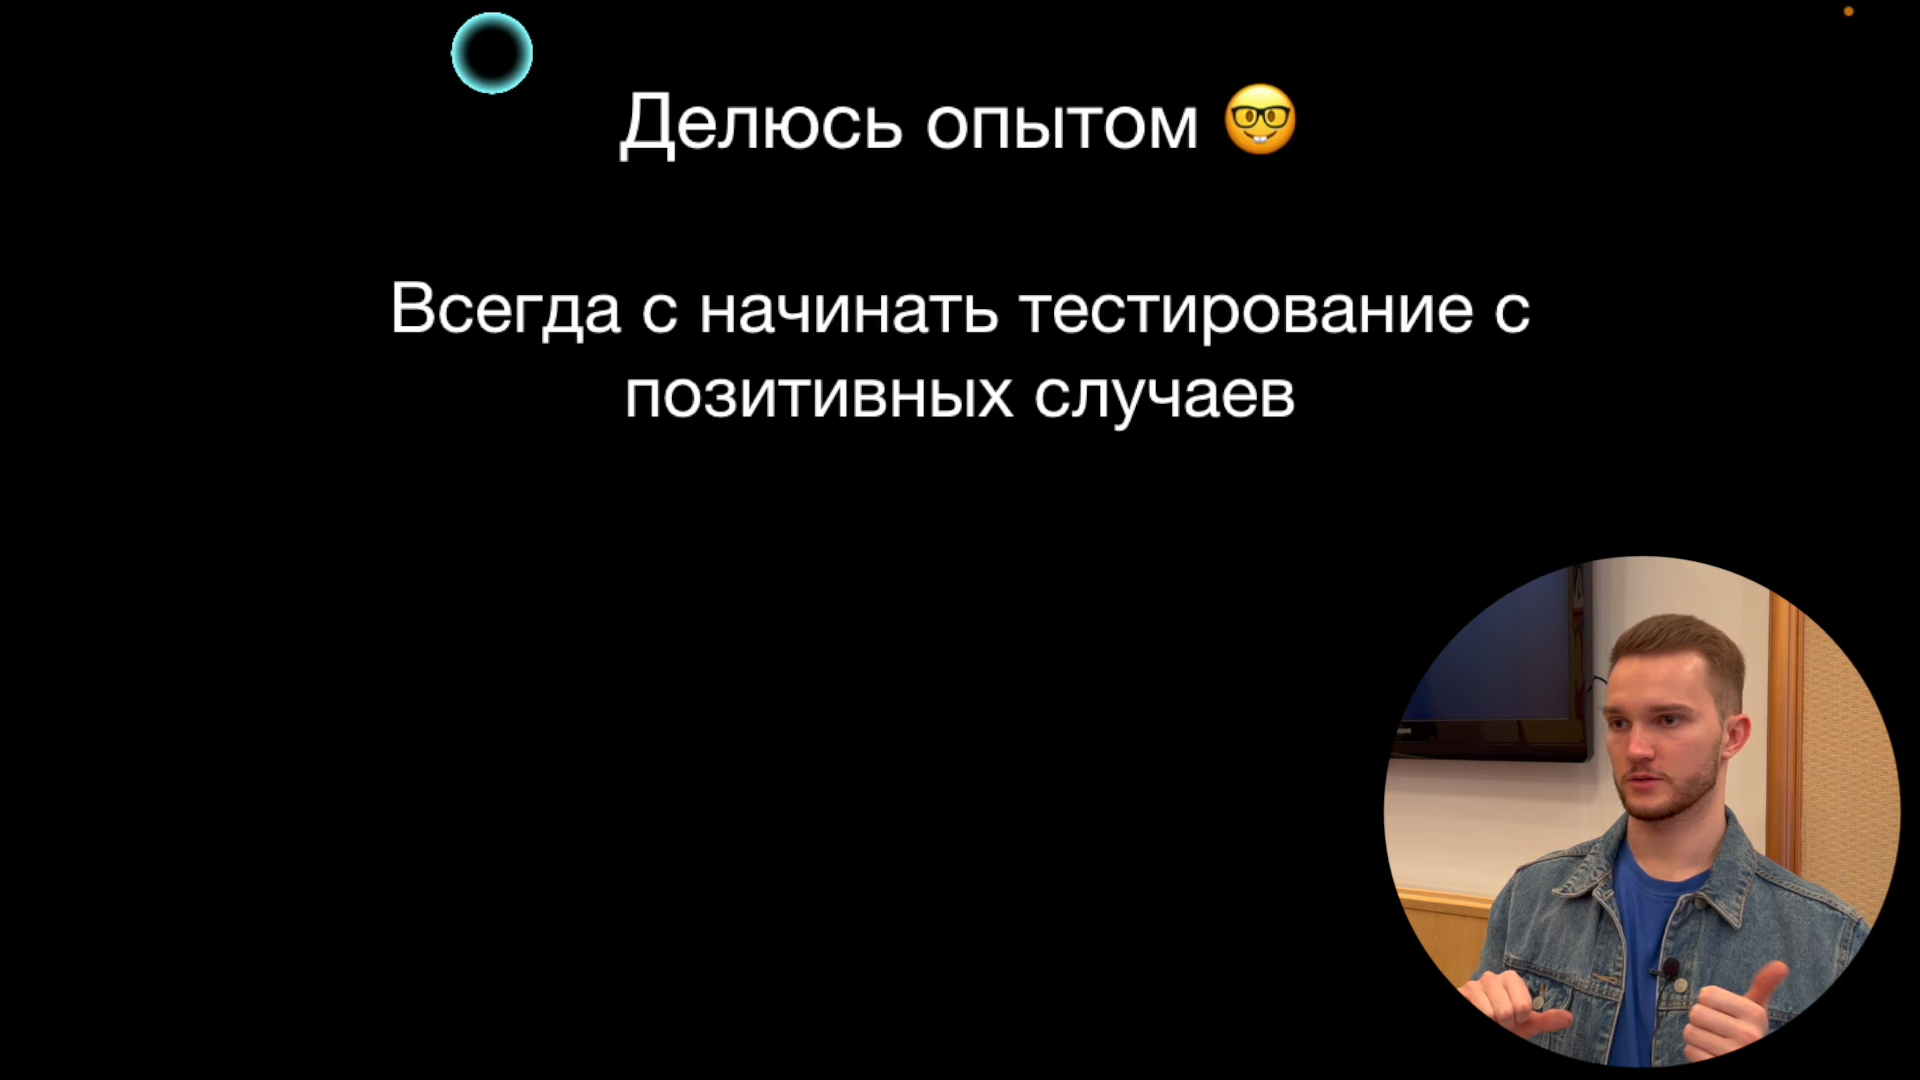 Делюсь опытом 🤓
Всегда с начинать тестирование с
позитивных случаев